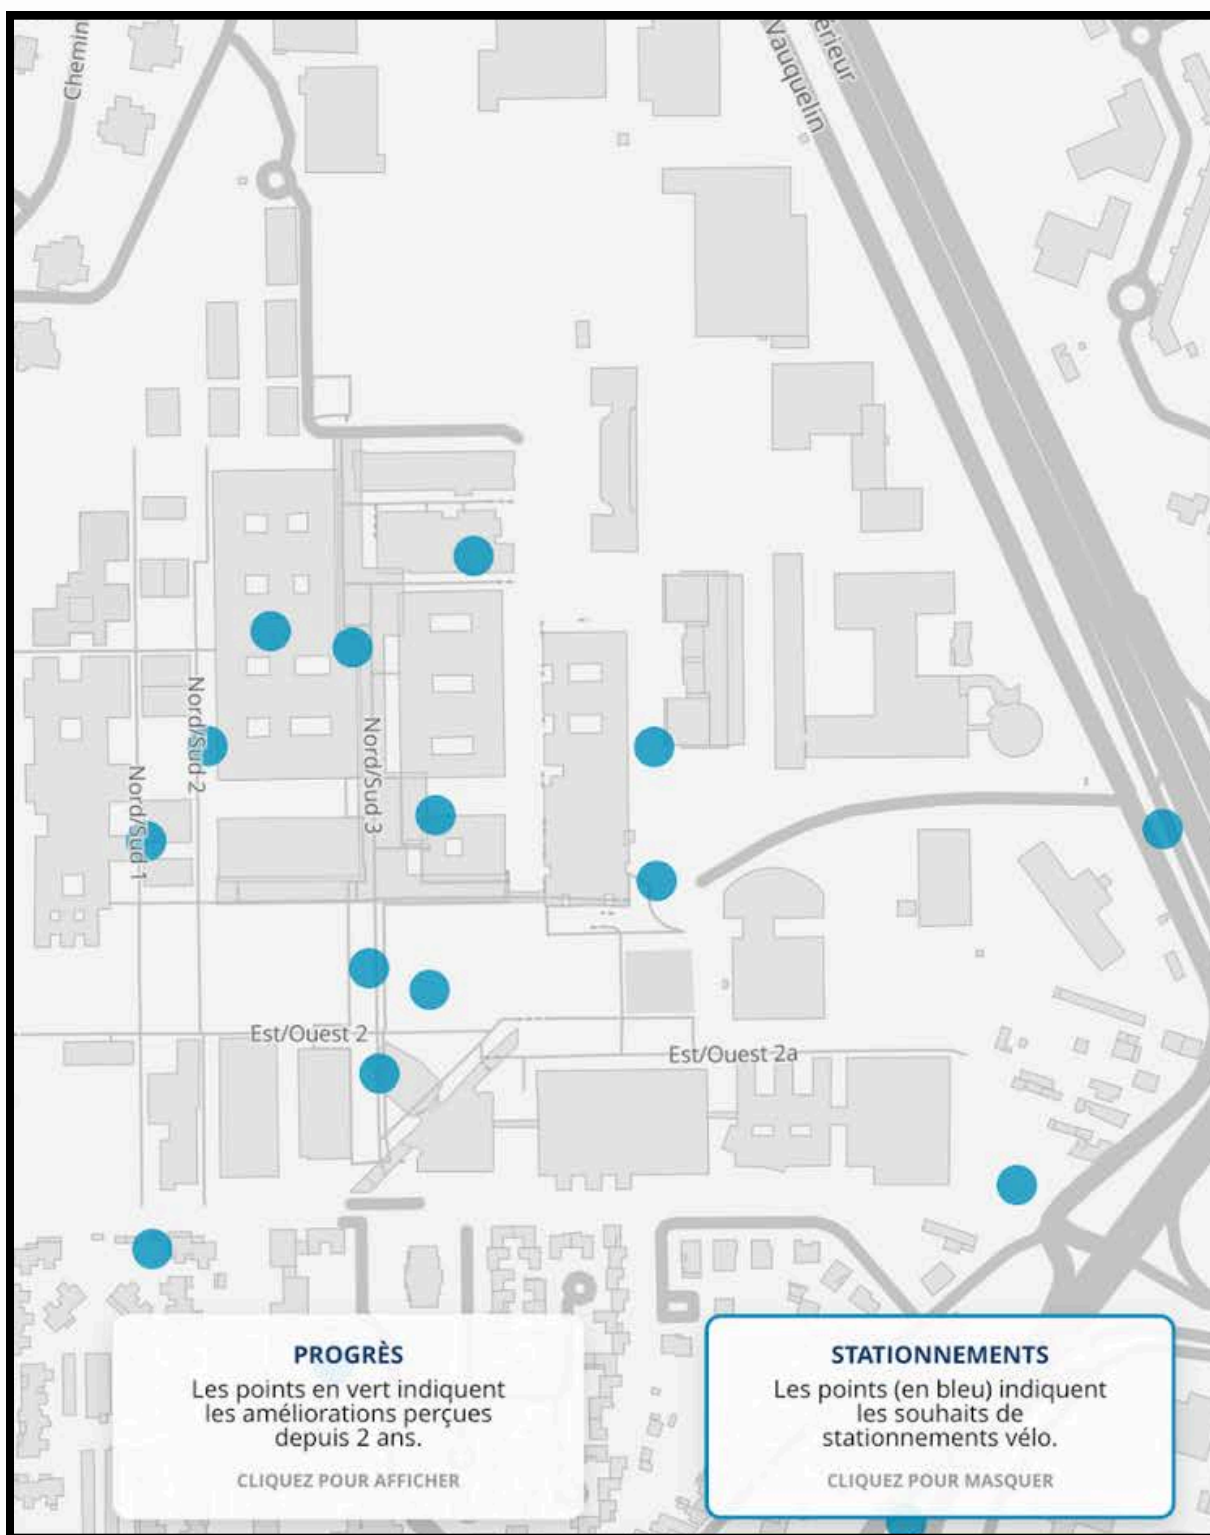 Chemin
Vauquelin
érieur
Nord/Sud 2
Nord/Sud 3
Nord/Sud 1
Est/Ouest 2
Est/Ouest 2a
PROGRÈS
Les points en vert indiquent
les améliorations perçues
depuis 2 ans.
CLIQUEZ POUR AFFICHER
STATIONNEMENTS
Les points (en bleu) indiquent
les souhaits de
stationnements vélo.
CLIQUEZ POUR MASQUER